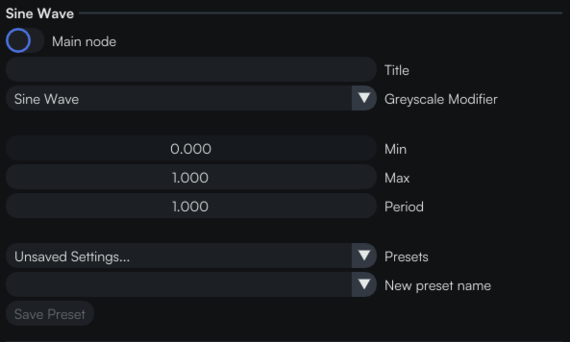 Sine Wave
Main node
Title
Sine Wave Greyscale Modifier
0.000 Min
1.000 Max
1.000 Period
Unsaved Settings... Presets
New preset name
Save Preset